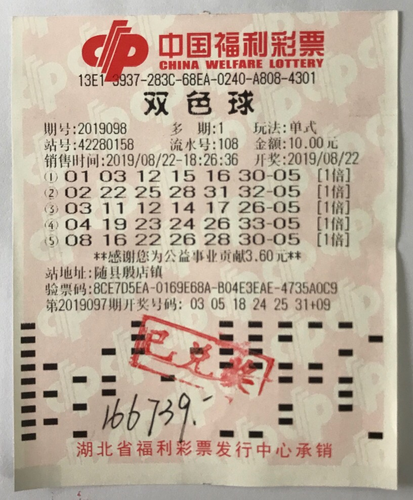 中国福利彩票
CHINA WELFARE LOTTERY
13E1-3937-283C-68EA-0240-A808-4301
双色球
期号:2019098 多 期:1 玩法:单式
站号:42280158 流水号:108 金额:10.00元
销售时间:2019/08/22-18:26:36 开奖:2019/08/22
① 01 03 12 15 16 30-05 [1倍]
② 02 22 25 28 31 32-05 [1倍]
③ 03 11 12 14 17 26-05 [1倍]
④ 04 19 23 24 26 33-05 [1倍]
⑤ 08 16 22 26 28 30-05 [1倍]
**感谢您为公益事业贡献3.60元**
站地址:随县殷店镇
验票码:8CE7D5EA-0169E68A-B04E3EAE-4735A0C9
第2019097期开奖号码:03 05 18 24 25 31+09
已兑奖
166739.-
湖北省福利彩票发行中心承销